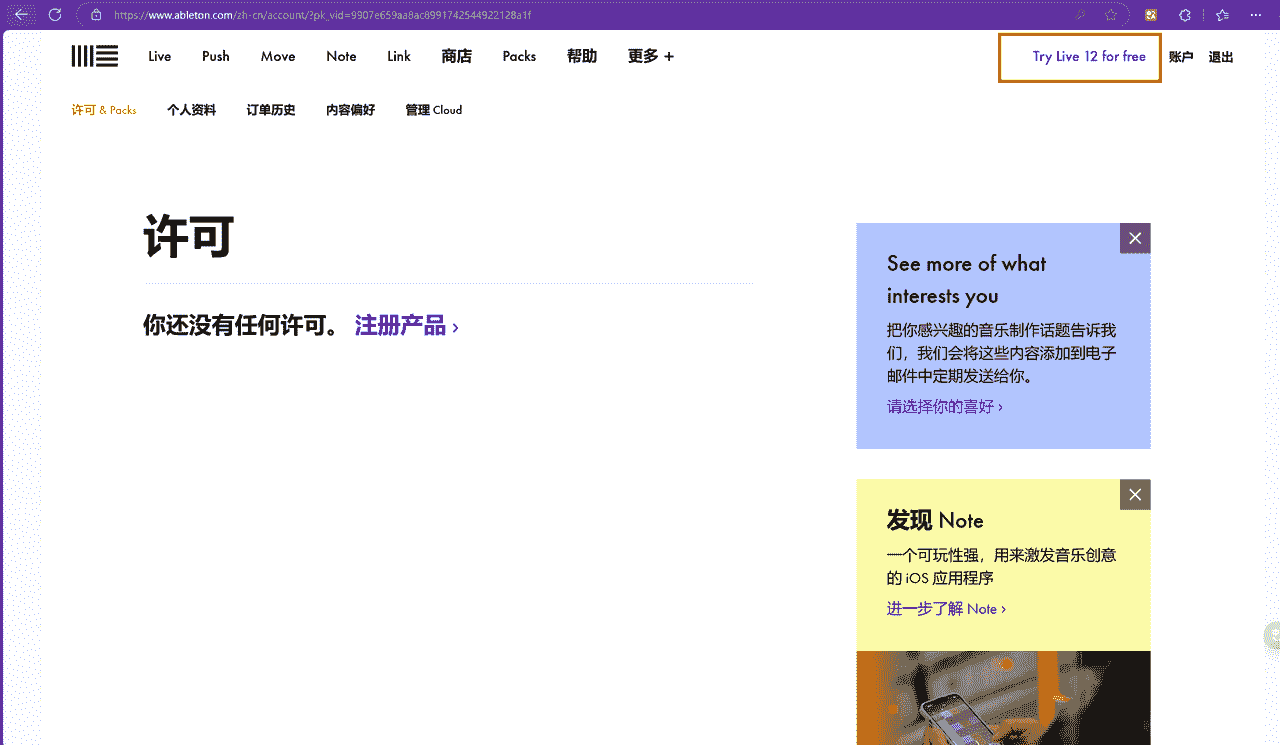 https://www.ableton.com/zh-cn/account/?pk_vid=9907e659aa8ac8991742544922128a1f
Live Push Move Note Link 商店 Packs 帮助 更多 + Try Live 12 for free 账户 退出
许可 & Packs 个人资料 订单历史 内容偏好 管理 Cloud
许可
你还没有任何许可。 注册产品 ›
See more of what
interests you
把你感兴趣的音乐制作话题告诉我
们，我们会将这些内容添加到电子
邮件中定期发送给你。
请选择你的喜好 ›
发现 Note
一个可玩性强，用来激发音乐创意
的 iOS 应用程序
进一步了解 Note ›